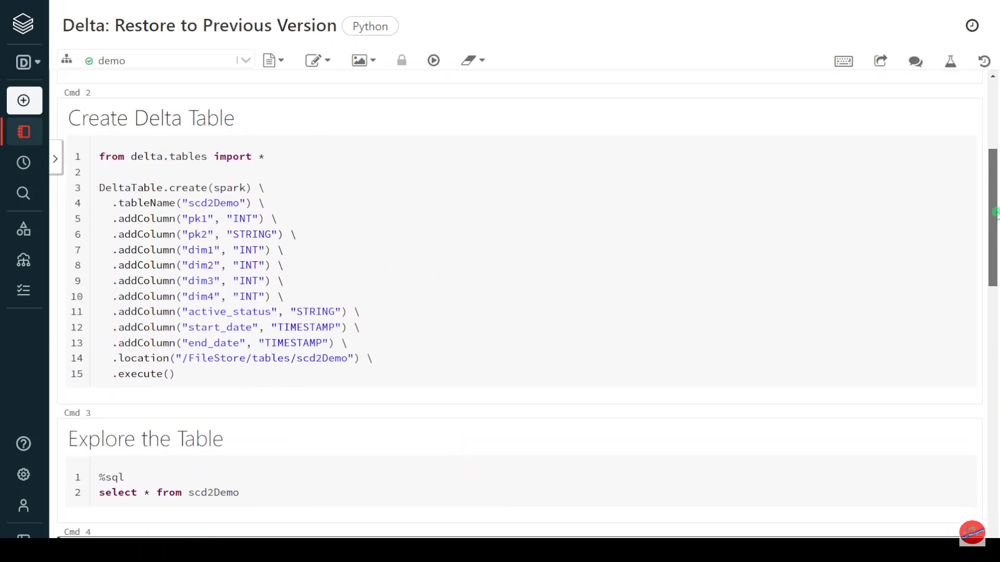 Delta: Restore to Previous Version Python
demo
Cmd 2
Create Delta Table
1 from delta.tables import *
2
3 DeltaTable.create(spark) \
4 .tableName("scd2Demo") \
5 .addColumn("pk1", "INT") \
6 .addColumn("pk2", "STRING") \
7 .addColumn("dim1", "INT") \
8 .addColumn("dim2", "INT") \
9 .addColumn("dim3", "INT") \
10 .addColumn("dim4", "INT") \
11 .addColumn("active_status", "STRING") \
12 .addColumn("start_date", "TIMESTAMP") \
13 .addColumn("end_date", "TIMESTAMP") \
14 .location("/FileStore/tables/scd2Demo") \
15 .execute()
Cmd 3
Explore the Table
1 %sql
2 select * from scd2Demo
Cmd 4